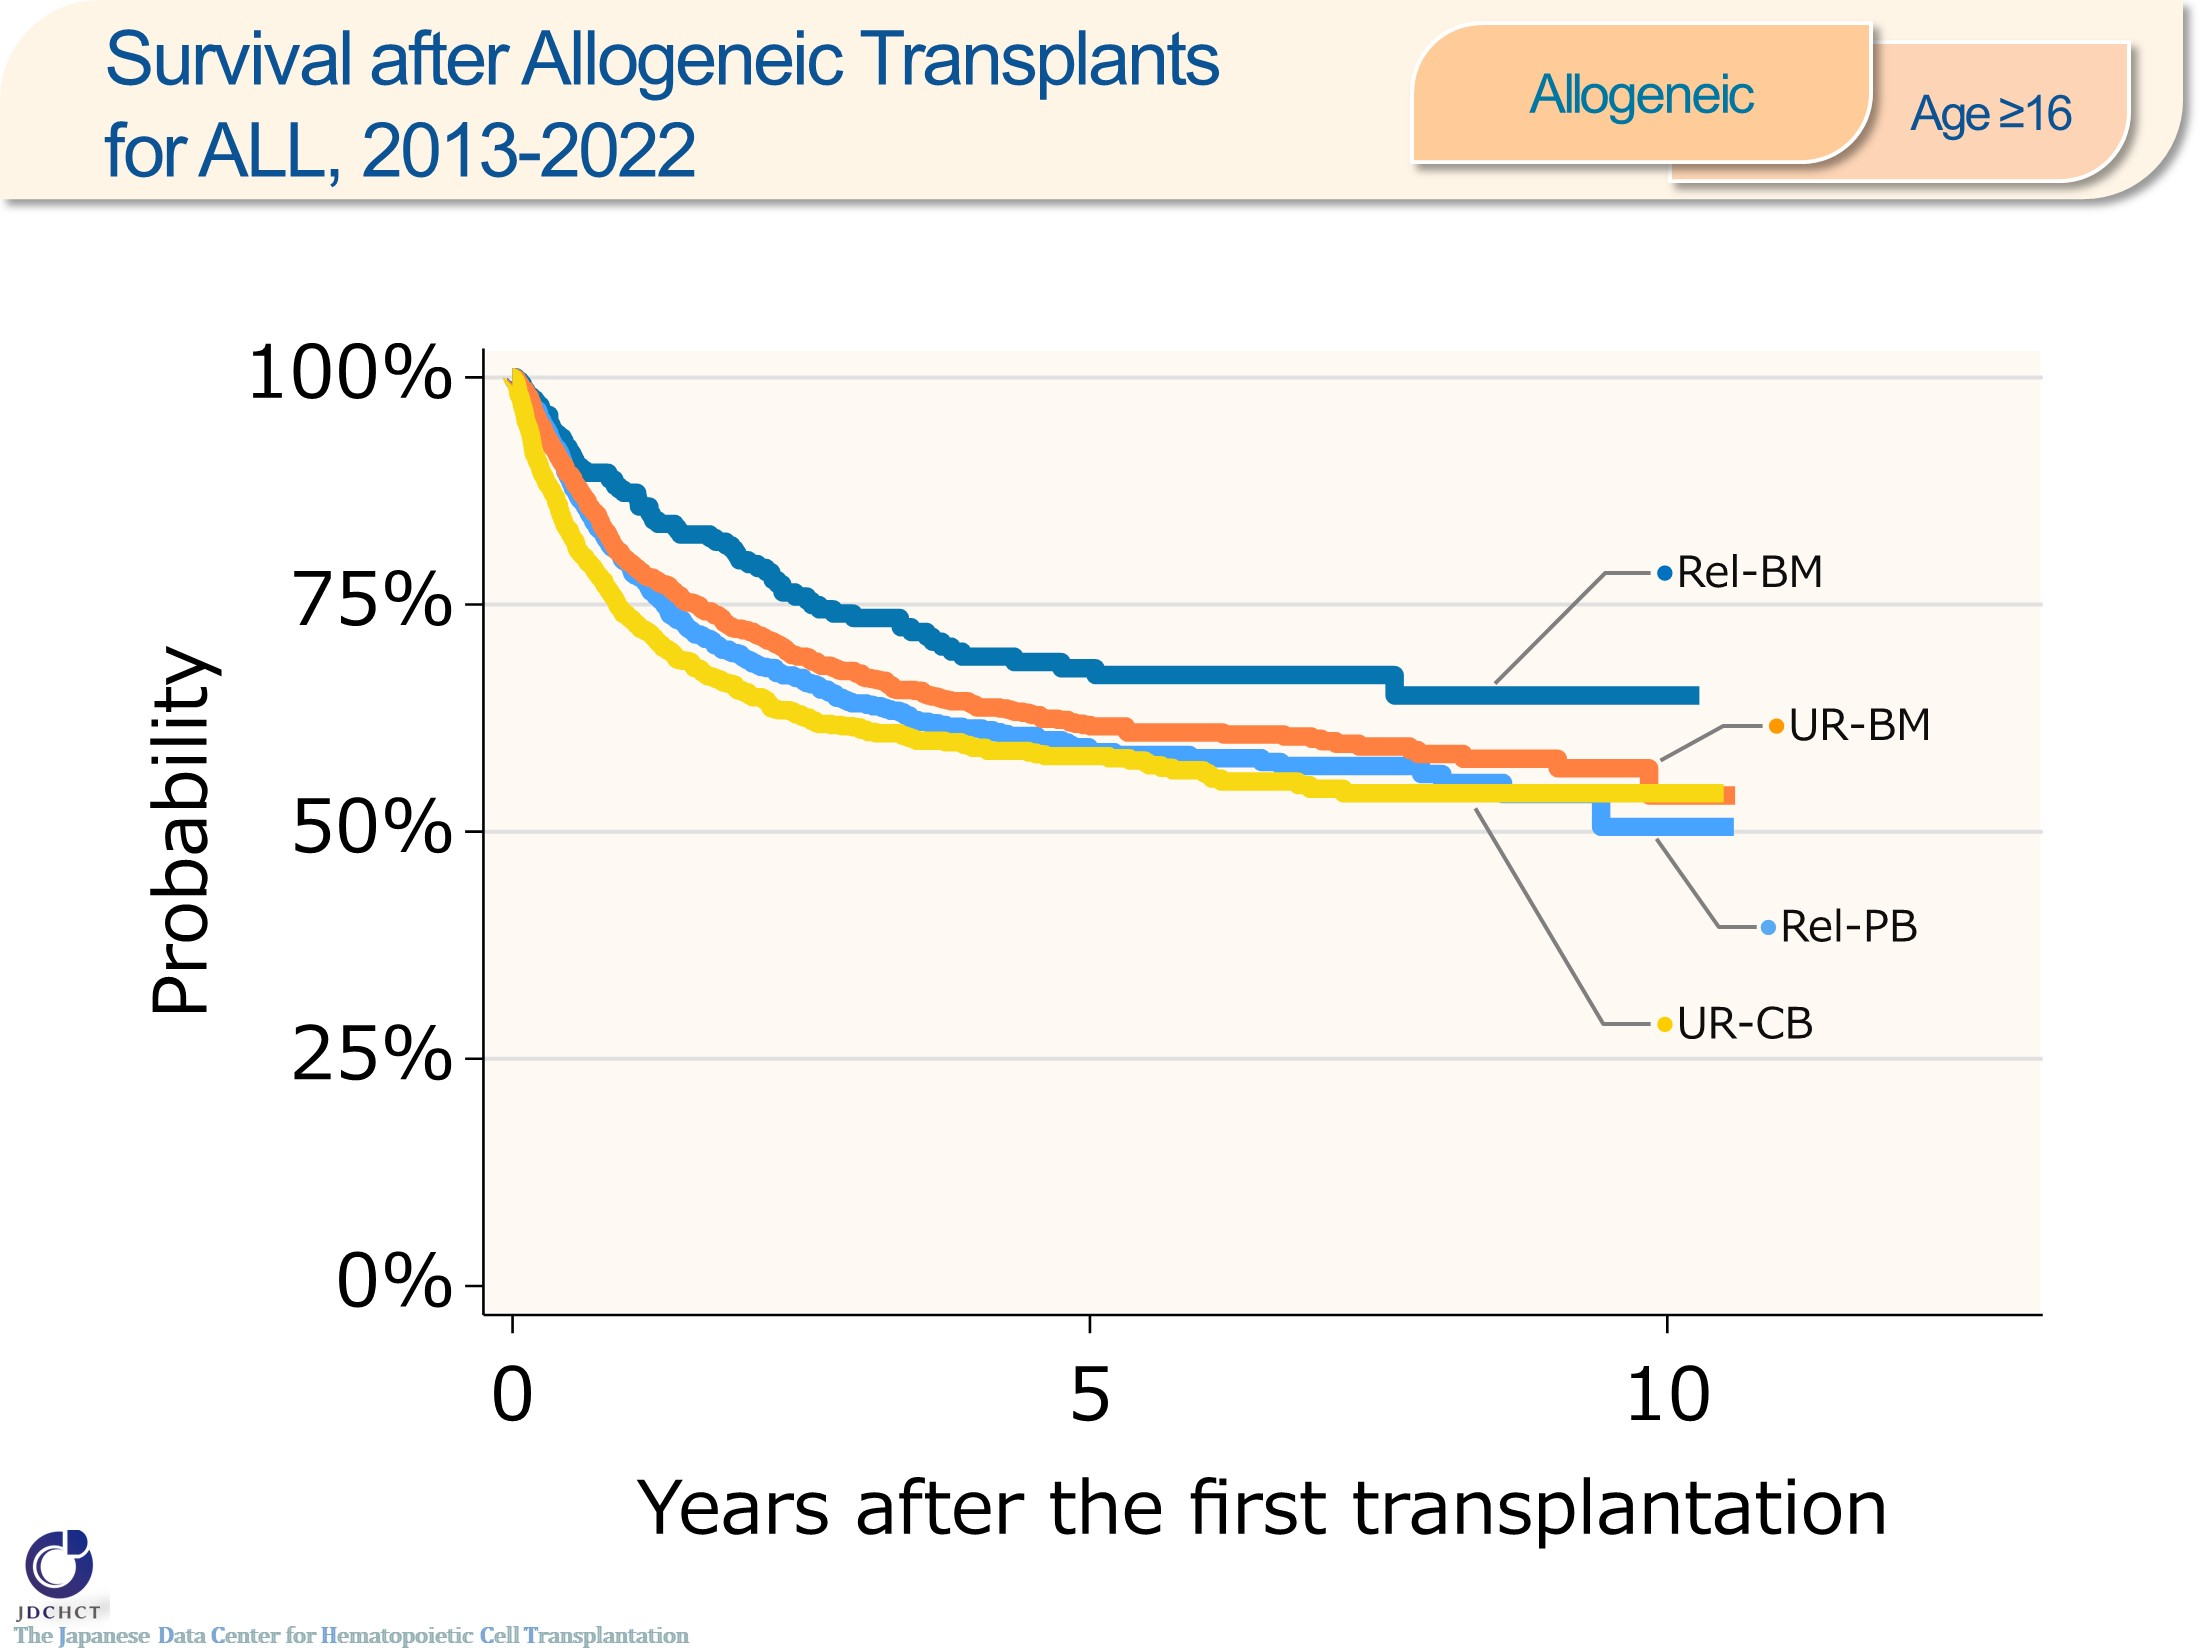 Survival after Allogeneic Transplants
for ALL, 2013-2022
Allogeneic
Age ≥16
100%
75%
50%
25%
0%
Probability
Rel-BM
UR-BM
Rel-PB
UR-CB
0
5
10
Years after the first transplantation
JDCHCT
The Japanese Data Center for Hematopoietic Cell Transplantation